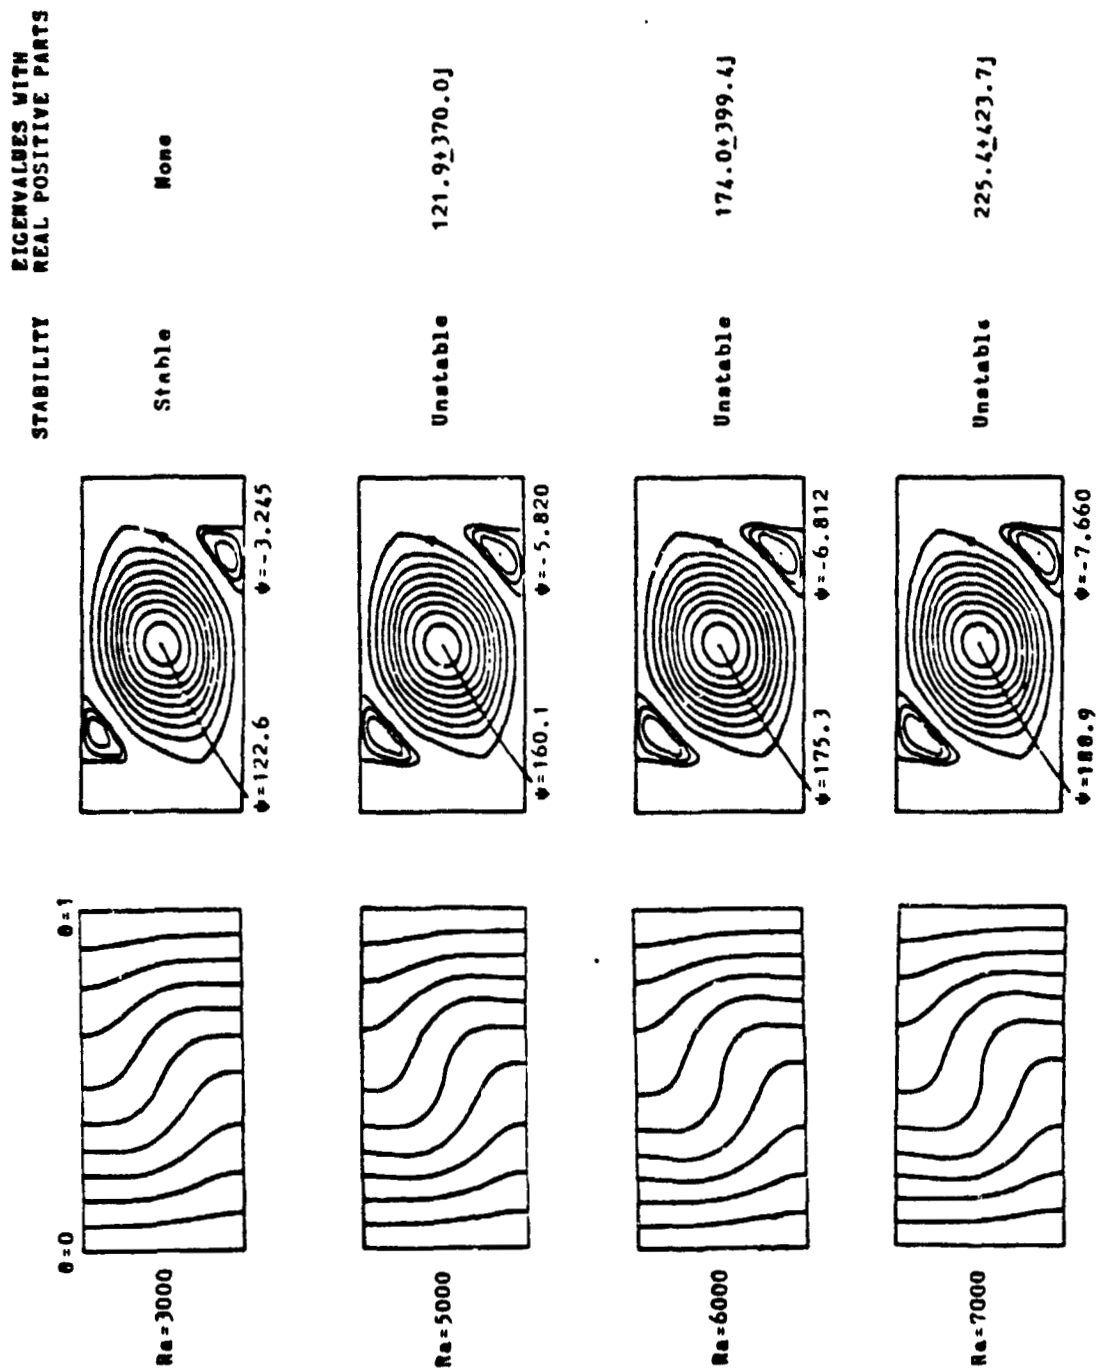 STABILITY
EIGENVALUES WITH
REAL POSITIVE PARTS
θ=0
θ=1
Ra=3000
ψ=122.6
ψ=-3.245
Stable
None
Ra=5000
ψ=160.1
ψ=-5.820
Unstable
121.9±370.0j
Ra=6000
ψ=175.3
ψ=-6.812
Unstable
174.0±399.4j
Ra=7000
ψ=188.9
ψ=-7.660
Unstable
225.4±423.7j